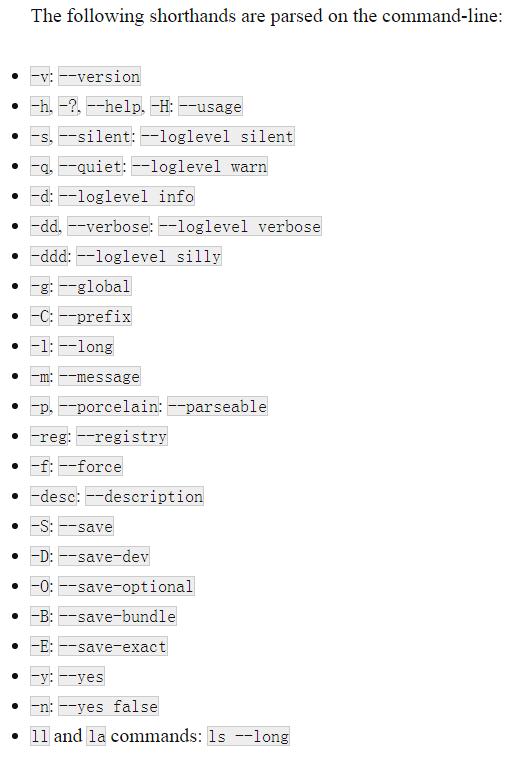 The following shorthands are parsed on the command-line:
• -v: --version
• -h, -?, --help, -H: --usage
• -s, --silent: --loglevel silent
• -q, --quiet: --loglevel warn
• -d: --loglevel info
• -dd, --verbose: --loglevel verbose
• -ddd: --loglevel silly
• -g: --global
• -C: --prefix
• -l: --long
• -m: --message
• -p, --porcelain: --parseable
• -reg: --registry
• -f: --force
• -desc: --description
• -S: --save
• -D: --save-dev
• -O: --save-optional
• -B: --save-bundle
• -E: --save-exact
• -y: --yes
• -n: --yes false
• ll and la commands: ls --long